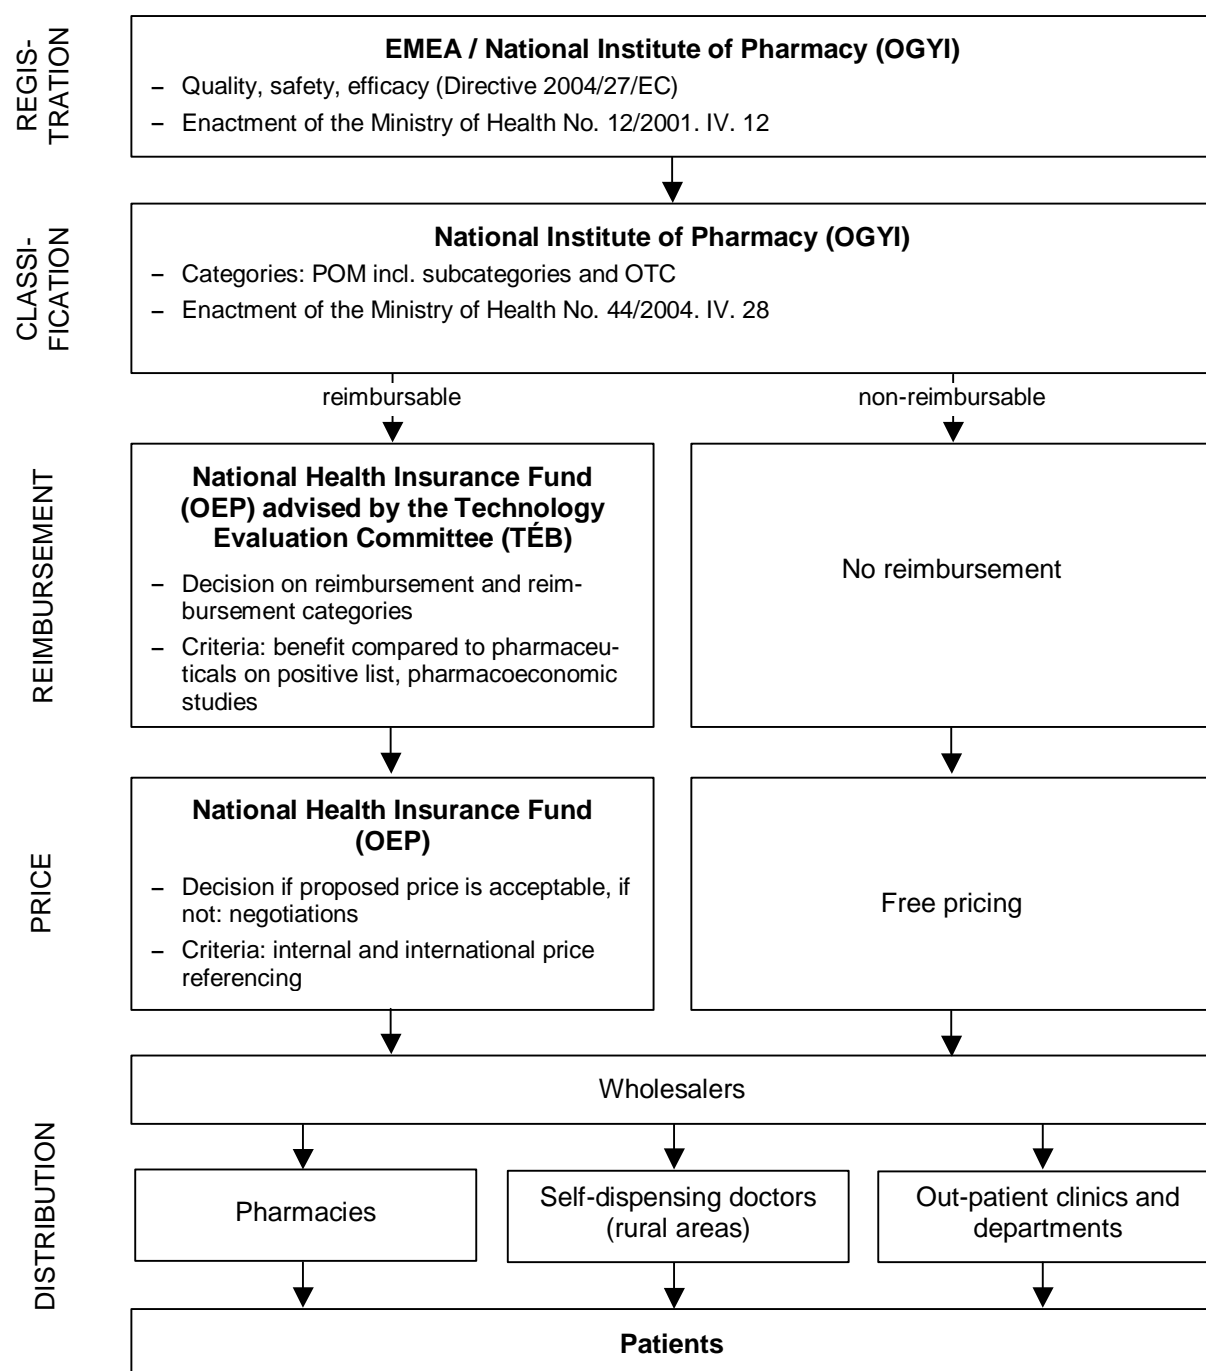 REGIS-
TRATION
EMEA / National Institute of Pharmacy (OGYI)
– Quality, safety, efficacy (Directive 2004/27/EC)
– Enactment of the Ministry of Health No. 12/2001. IV. 12
CLASSI-
FICATION
National Institute of Pharmacy (OGYI)
– Categories: POM incl. subcategories and OTC
– Enactment of the Ministry of Health No. 44/2004. IV. 28
reimbursable
non-reimbursable
REIMBURSEMENT
National Health Insurance Fund
(OEP) advised by the Technology
Evaluation Committee (TÉB)
– Decision on reimbursement and reim-
bursement categories
– Criteria: benefit compared to pharmaceu-
ticals on positive list, pharmacoeconomic
studies
No reimbursement
PRICE
National Health Insurance Fund
(OEP)
– Decision if proposed price is acceptable, if
not: negotiations
– Criteria: internal and international price
referencing
Free pricing
DISTRIBUTION
Wholesalers
Pharmacies
Self-dispensing doctors
(rural areas)
Out-patient clinics and
departments
Patients